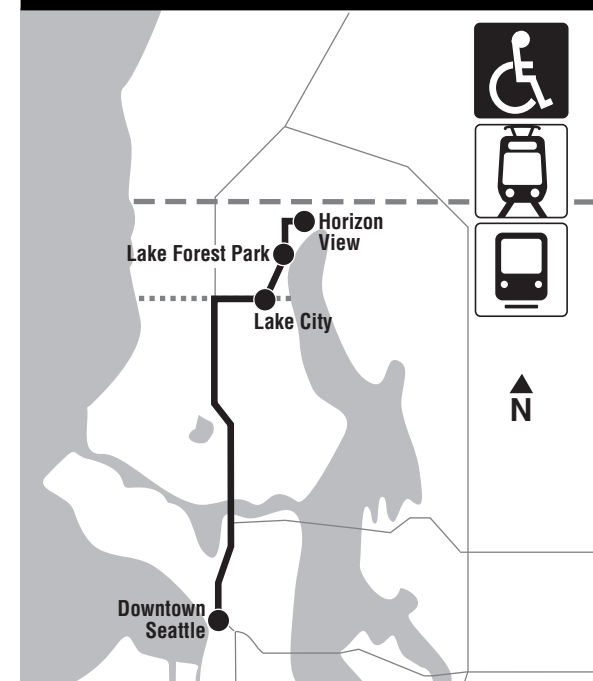 Horizon
View
Lake Forest Park
Lake City
N
Downtown
Seattle